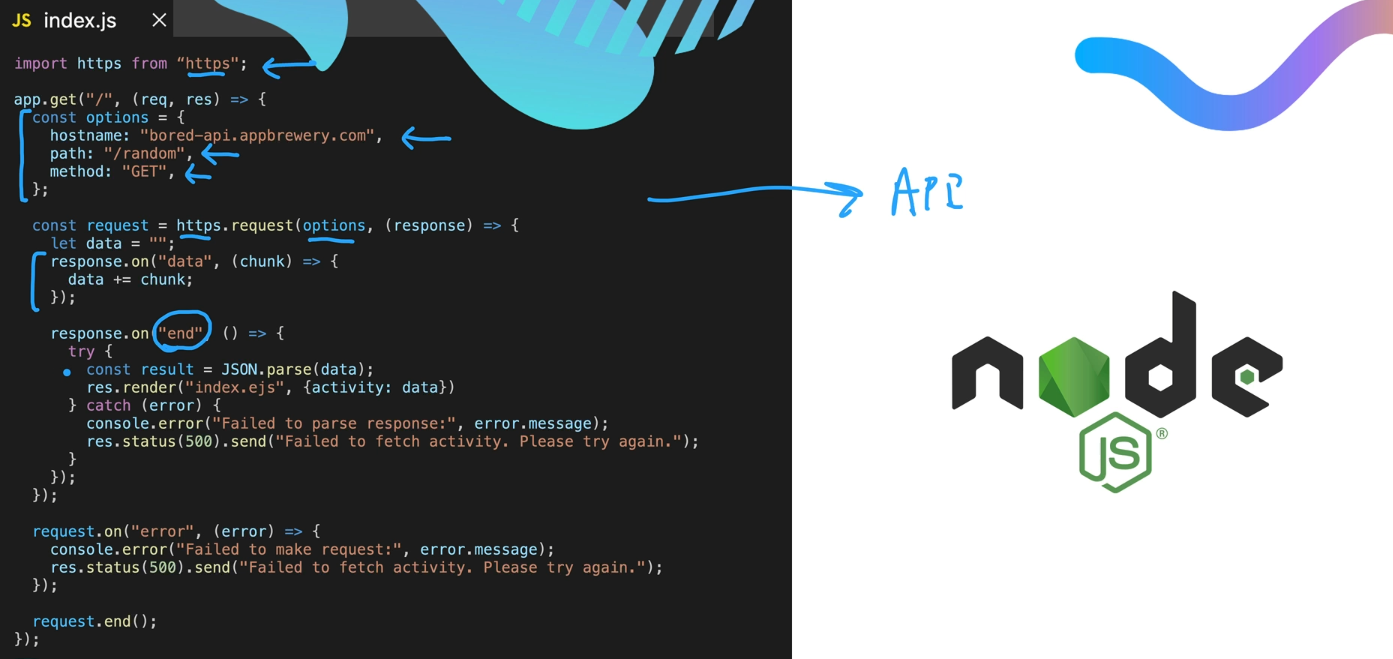 JS index.js ×
import https from “https";
app.get("/", (req, res) => {
const options = {
hostname: "bored-api.appbrewery.com",
path: "/random",
method: "GET",
};
const request = https.request(options, (response) => {
let data = "";
response.on("data", (chunk) => {
data += chunk;
});
response.on("end", () => {
try {
const result = JSON.parse(data);
res.render("index.ejs", {activity: data})
} catch (error) {
console.error("Failed to parse response:", error.message);
res.status(500).send("Failed to fetch activity. Please try again.");
}
});
});
request.on("error", (error) => {
console.error("Failed to make request:", error.message);
res.status(500).send("Failed to fetch activity. Please try again.");
});
request.end();
});
API
node
JS®